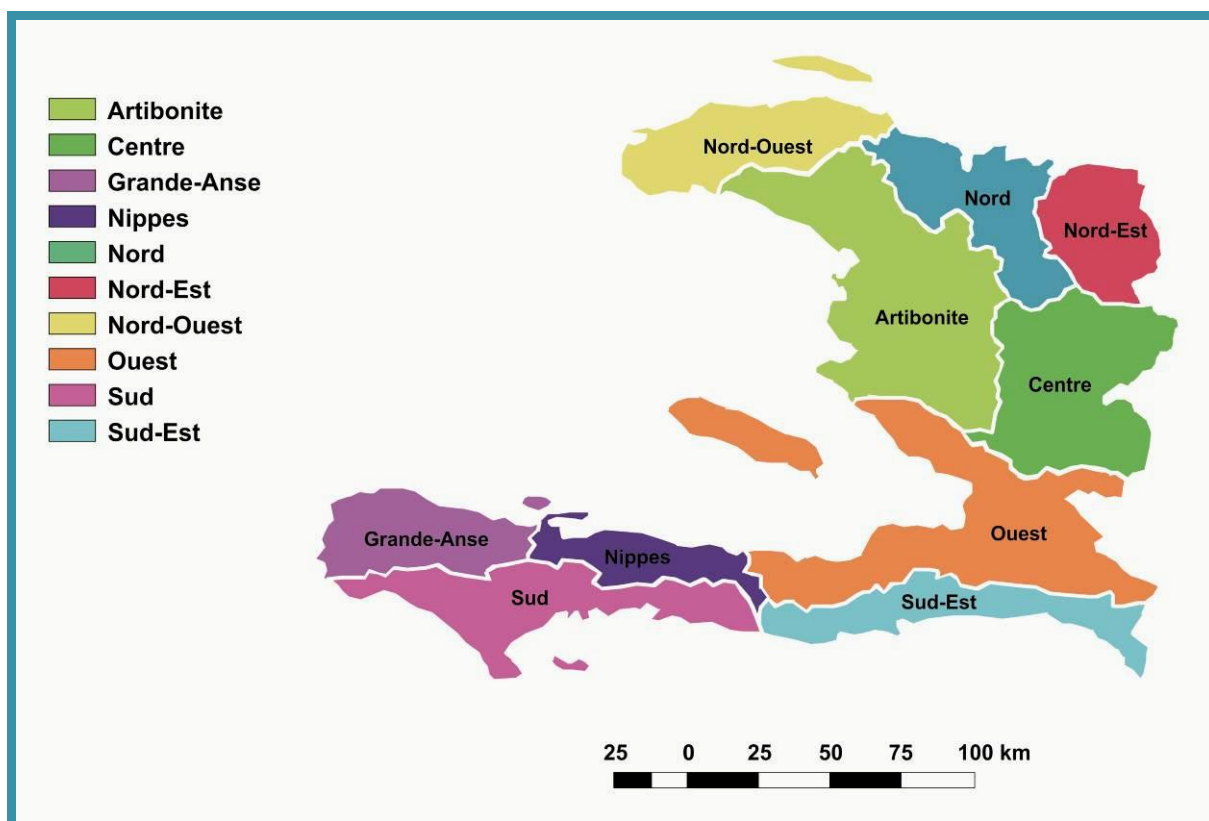 Artibonite
Centre
Grande-Anse
Nippes
Nord
Nord-Est
Nord-Ouest
Ouest
Sud
Sud-Est
Nord-Ouest
Nord
Nord-Est
Artibonite
Centre
Ouest
Grande-Anse
Nippes
Sud
Sud-Est
25 0 25 50 75 100 km